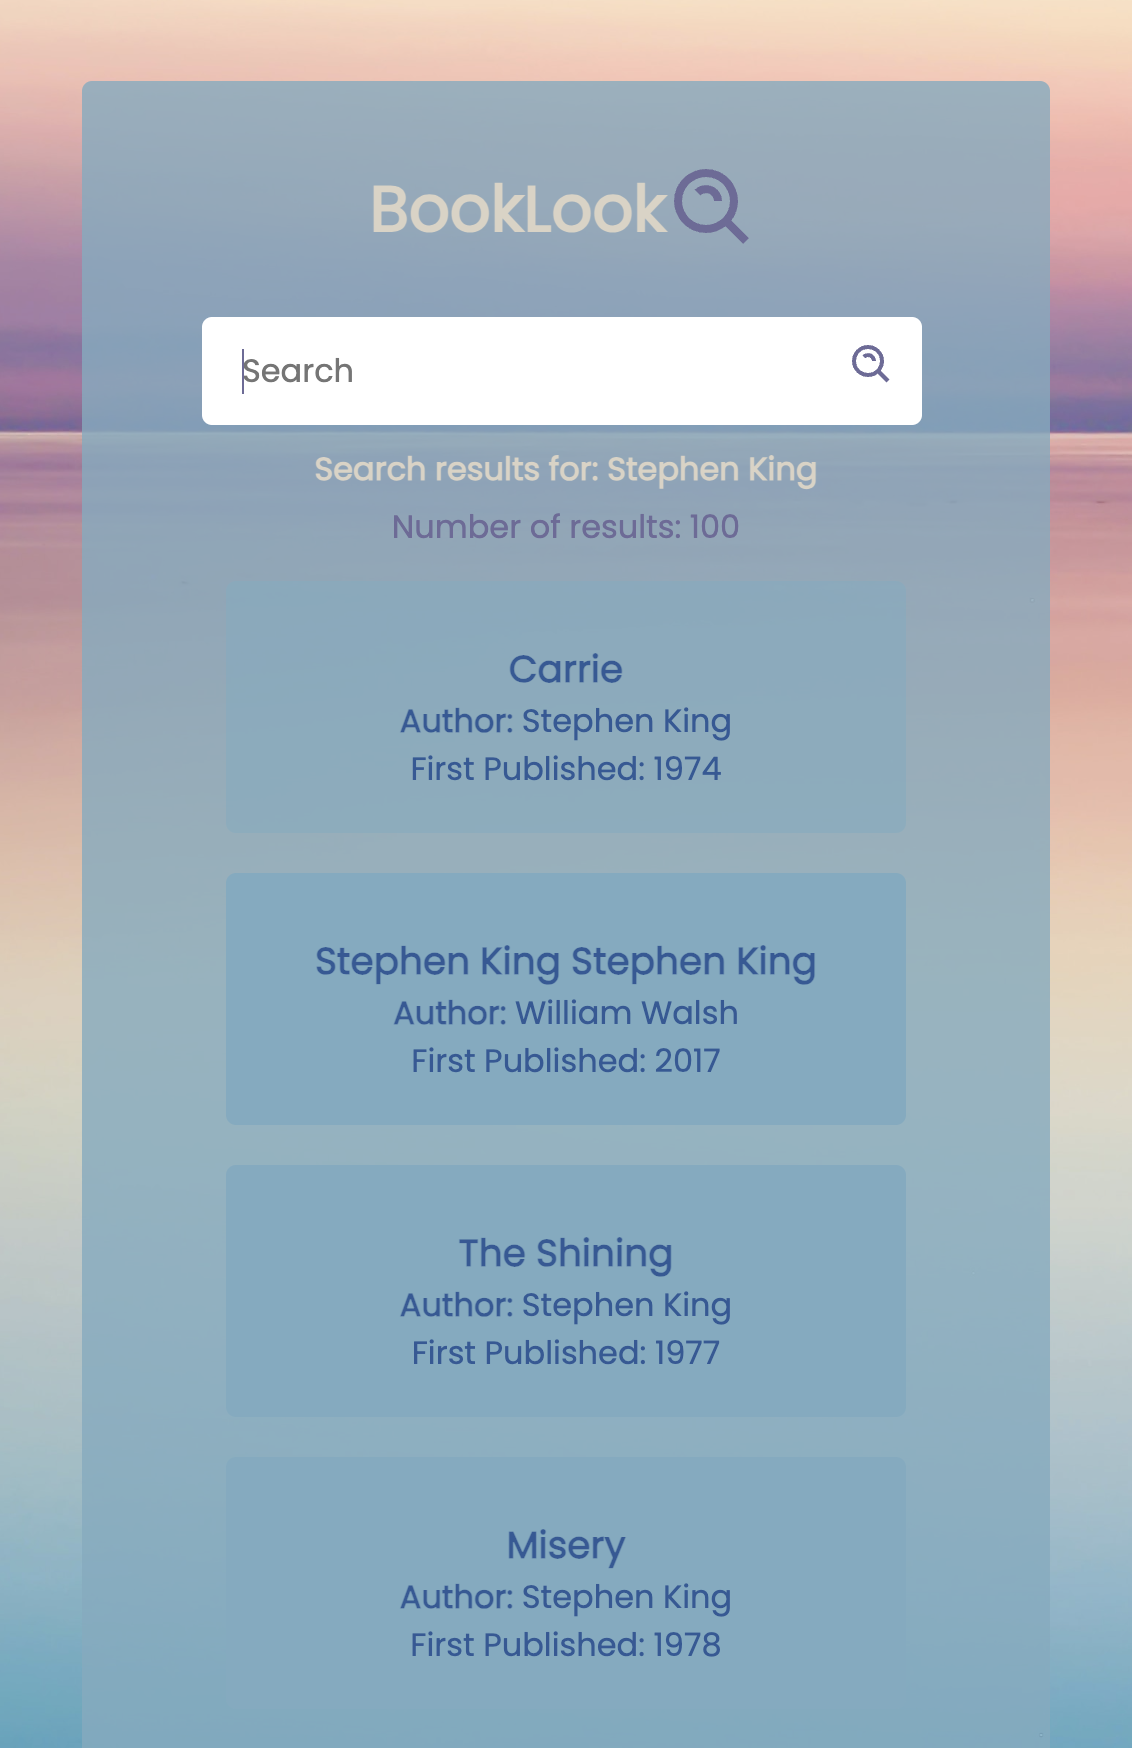 BookLook
Search
Search results for: Stephen King
Number of results: 100
Carrie
Author: Stephen King
First Published: 1974
Stephen King Stephen King
Author: William Walsh
First Published: 2017
The Shining
Author: Stephen King
First Published: 1977
Misery
Author: Stephen King
First Published: 1978